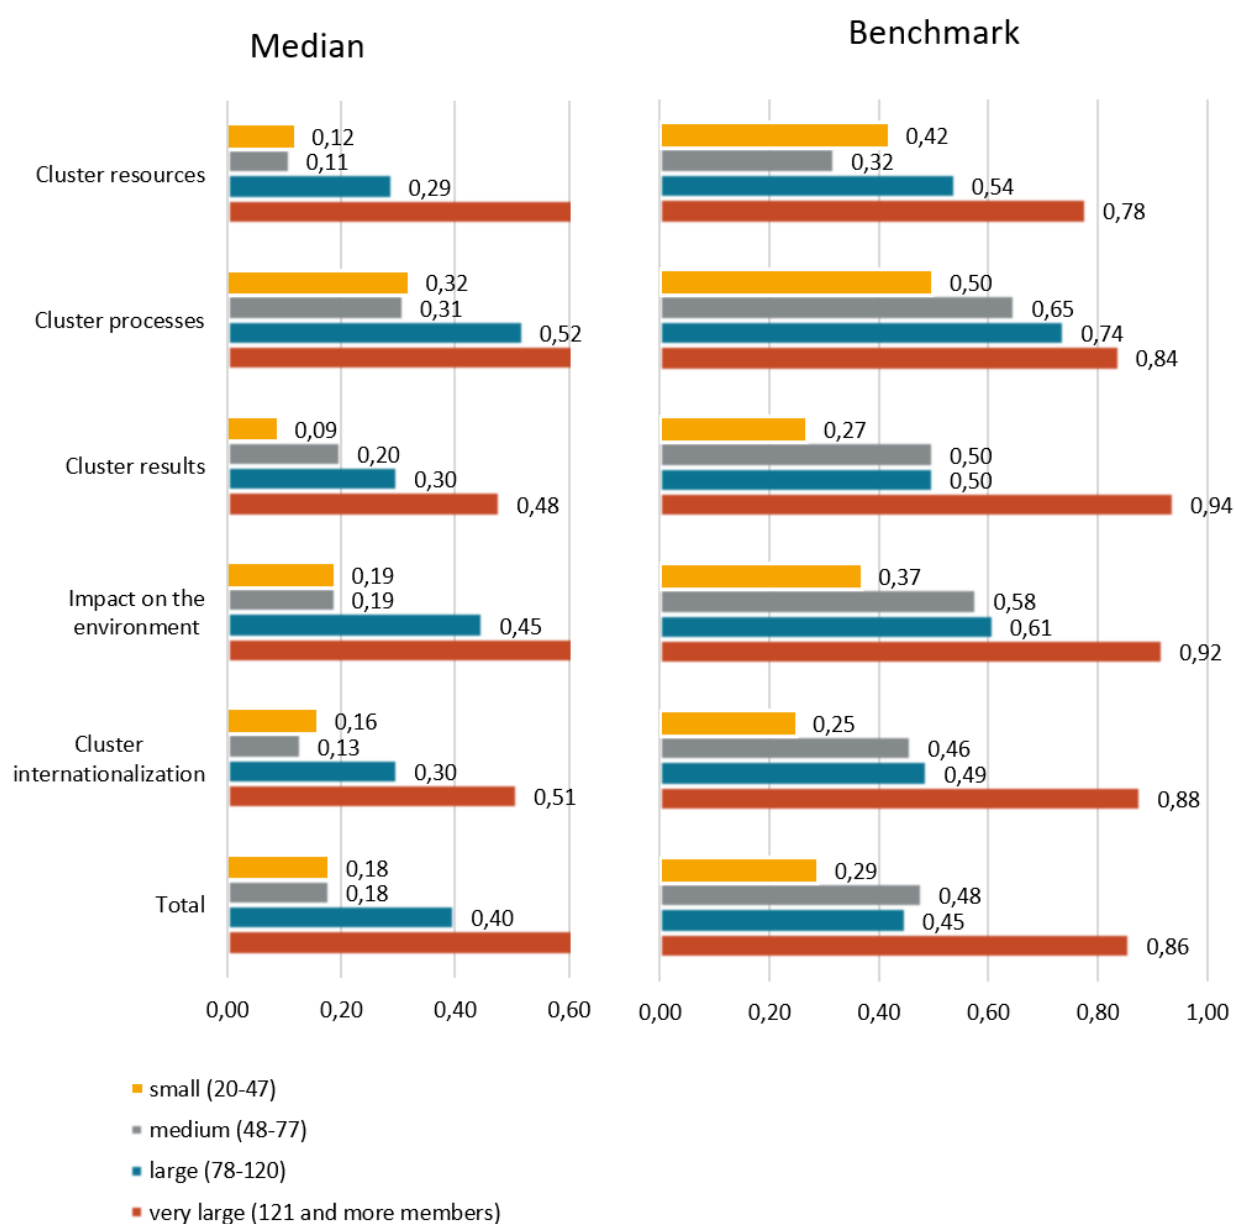 Median
Benchmark
Cluster resources
0,12
0,11
0,29
0,42
0,32
0,54
0,78
Cluster processes
0,32
0,31
0,52
0,50
0,65
0,74
0,84
Cluster results
0,09
0,20
0,30
0,48
0,27
0,50
0,50
0,94
Impact on the
environment
0,19
0,19
0,45
0,37
0,58
0,61
0,92
Cluster
internationalization
0,16
0,13
0,30
0,51
0,25
0,46
0,49
0,88
Total
0,18
0,18
0,40
0,29
0,48
0,45
0,86
0,00 0,20 0,40 0,60
0,00 0,20 0,40 0,60 0,80 1,00
small (20-47)
medium (48-77)
large (78-120)
very large (121 and more members)